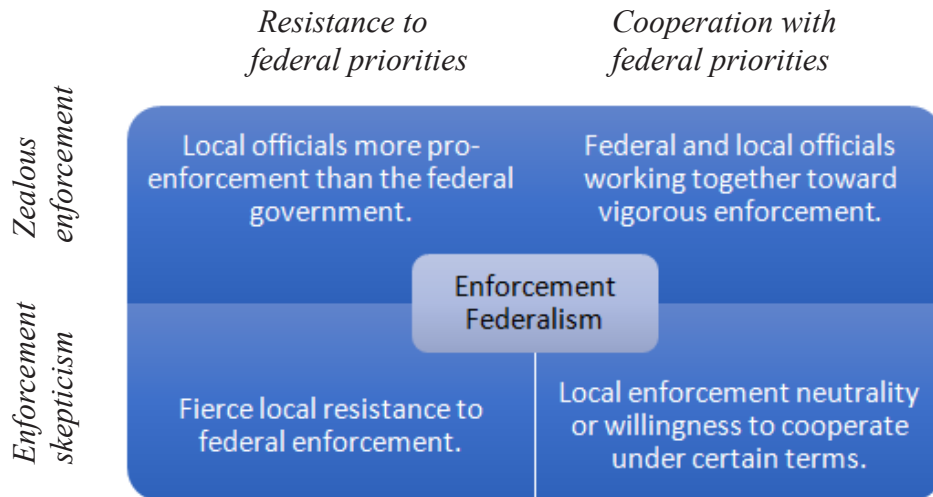 Resistance to
federal priorities
Cooperation with
federal priorities
Zealous
enforcement
Local officials more pro-
enforcement than the federal
government.
Federal and local officials
working together toward
vigorous enforcement.
Enforcement
Federalism
Enforcement
skepticism
Fierce local resistance to
federal enforcement.
Local enforcement neutrality
or willingness to cooperate
under certain terms.